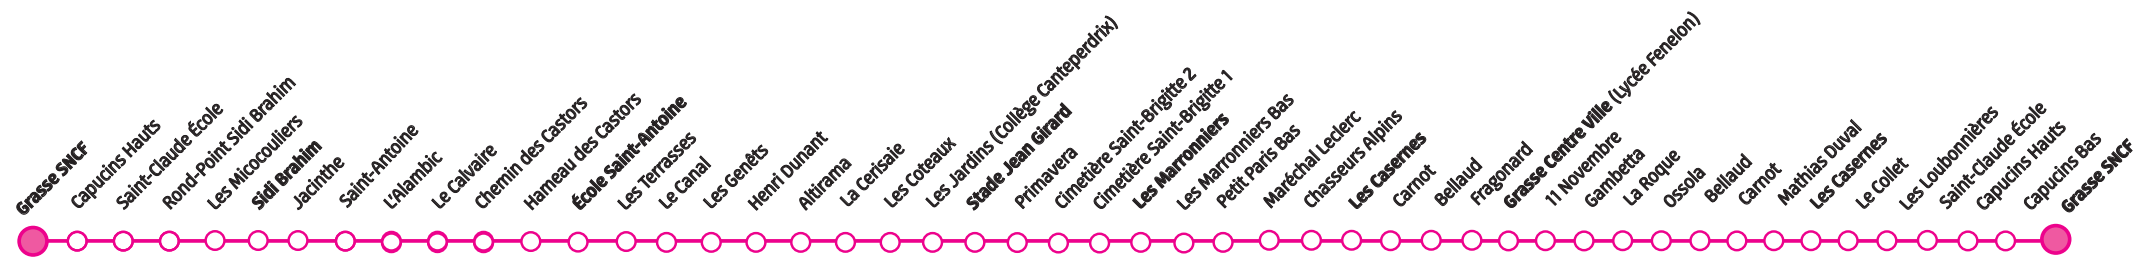 Grasse SNCF
Capucins Hauts
Saint-Claude École
Rond-Point Sidi Brahim
Les Micocouliers
Sidi Brahim
Jacinthe
Saint-Antoine
L'Alambic
Le Calvaire
Chemin des Castors
Hameau des Castors
École Saint-Antoine
Les Terrasses
Le Canal
Les Genêts
Henri Dunant
Altirama
La Cerisaie
Les Coteaux
Les Jardins (Collège Canteperdrix)
Stade Jean Girard
Primavera
Cimetière Saint-Brigitte 2
Cimetière Saint-Brigitte 1
Les Marronniers
Les Marronniers Bas
Petit Paris Bas
Maréchal Leclerc
Chasseurs Alpins
Les Casernes
Carnot
Bellaud
Fragonard
Grasse Centre Ville (Lycée Fenelon)
11 Novembre
Gambetta
La Roque
Ossola
Bellaud
Carnot
Mathias Duval
Les Casernes
Le Collet
Les Loubonnières
Saint-Claude École
Capucins Hauts
Capucins Bas
Grasse SNCF